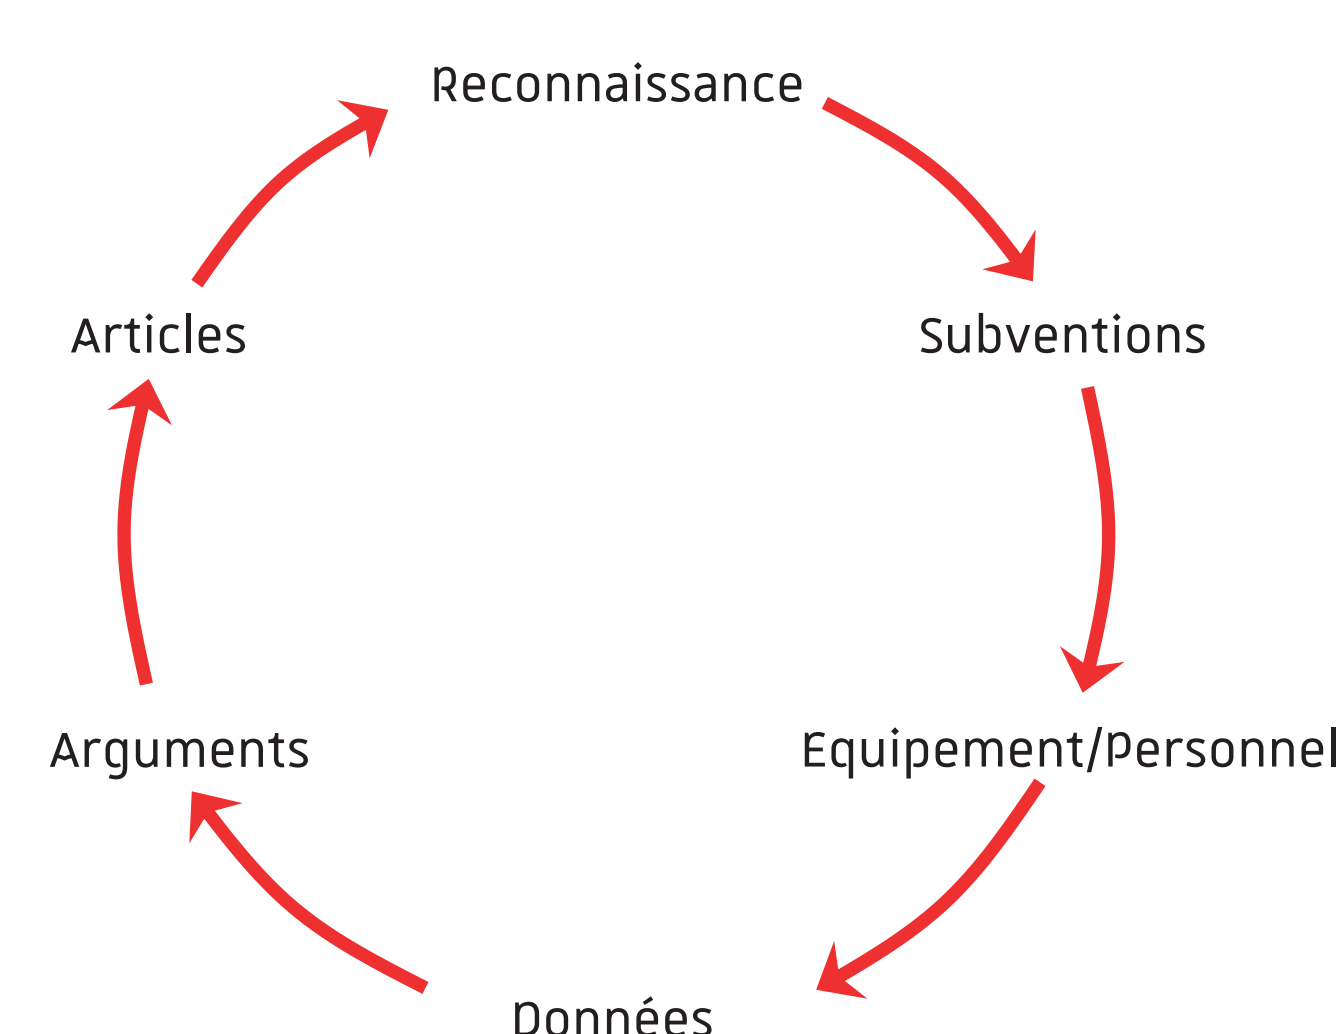 Reconnaissance
Articles
Subventions
Arguments
Equipement/Personnel
Données